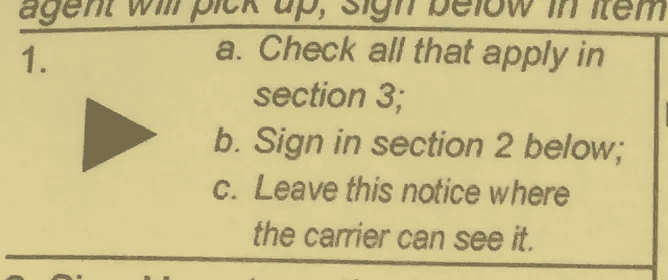 agent will pick up, sign below in item
1.
a. Check all that apply in
section 3;
b. Sign in section 2 below;
c. Leave this notice where
the carrier can see it.